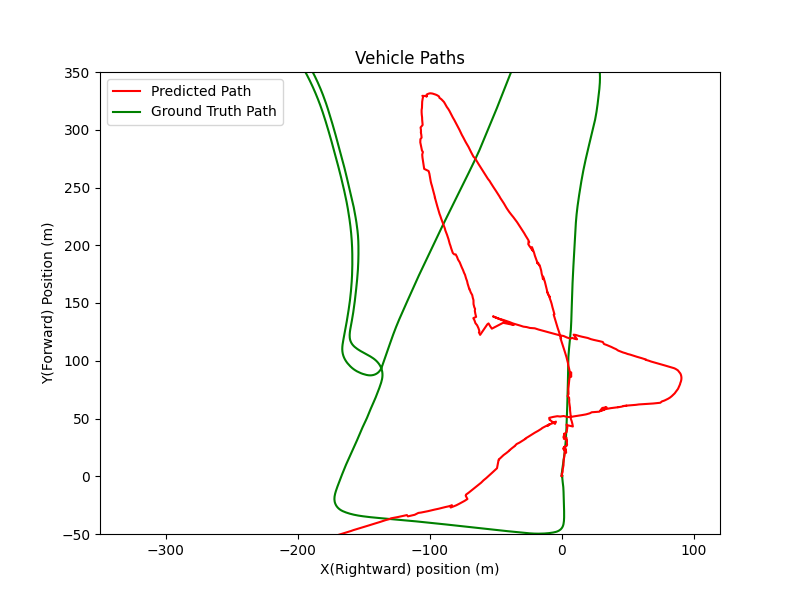 Vehicle Paths
Predicted Path
Ground Truth Path
350
300
250
200
150
100
50
0
−50
Y(Forward) Position (m)
−300
−200
−100
0
100
X(Rightward) position (m)